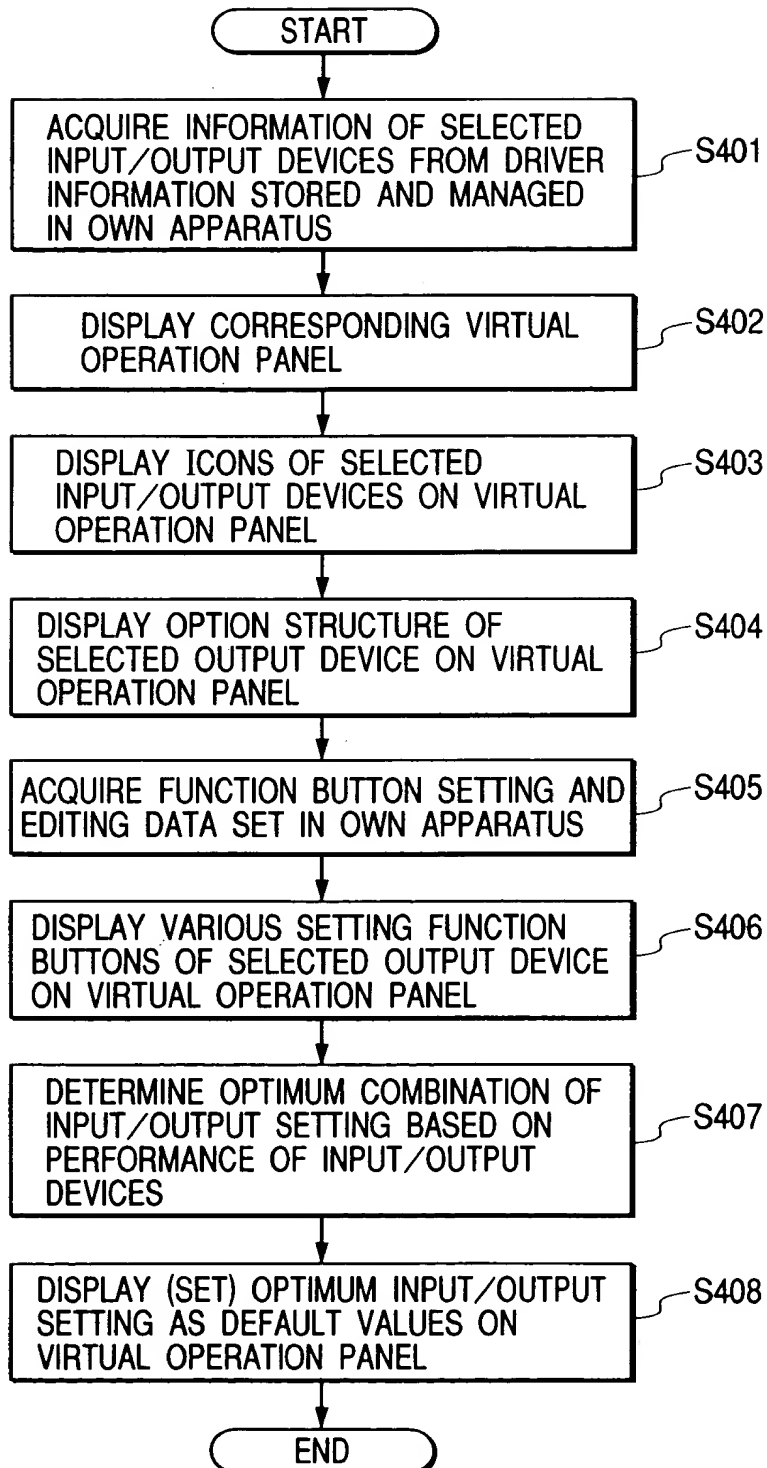 START
ACQUIRE INFORMATION OF SELECTED
INPUT/OUTPUT DEVICES FROM DRIVER
INFORMATION STORED AND MANAGED
IN OWN APPARATUS
S401
DISPLAY CORRESPONDING VIRTUAL
OPERATION PANEL
S402
DISPLAY ICONS OF SELECTED
INPUT/OUTPUT DEVICES ON VIRTUAL
OPERATION PANEL
S403
DISPLAY OPTION STRUCTURE OF
SELECTED OUTPUT DEVICE ON VIRTUAL
OPERATION PANEL
S404
ACQUIRE FUNCTION BUTTON SETTING AND
EDITING DATA SET IN OWN APPARATUS
S405
DISPLAY VARIOUS SETTING FUNCTION
BUTTONS OF SELECTED OUTPUT DEVICE
ON VIRTUAL OPERATION PANEL
S406
DETERMINE OPTIMUM COMBINATION OF
INPUT/OUTPUT SETTING BASED ON
PERFORMANCE OF INPUT/OUTPUT
DEVICES
S407
DISPLAY (SET) OPTIMUM INPUT/OUTPUT
SETTING AS DEFAULT VALUES ON
VIRTUAL OPERATION PANEL
S408
END